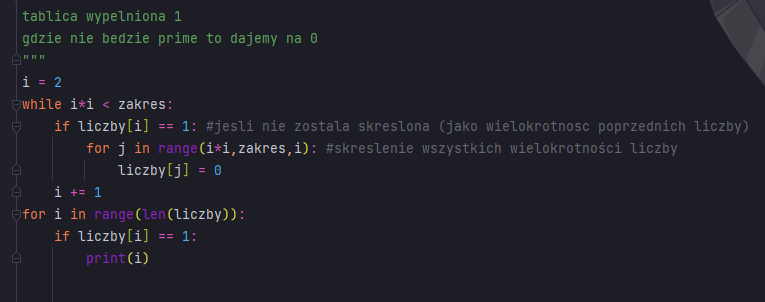 tablica wypelniona 1
gdzie nie bedzie prime to dajemy na 0
"""
i = 2
while i*i < zakres:
    if liczby[i] == 1: #jesli nie zostala skreslona (jako wielokrotnosc poprzednich liczby)
        for j in range(i*i,zakres,i): #skreslenie wszystkich wielokrotności liczby
            liczby[j] = 0
    i += 1
for i in range(len(liczby)):
    if liczby[i] == 1:
        print(i)